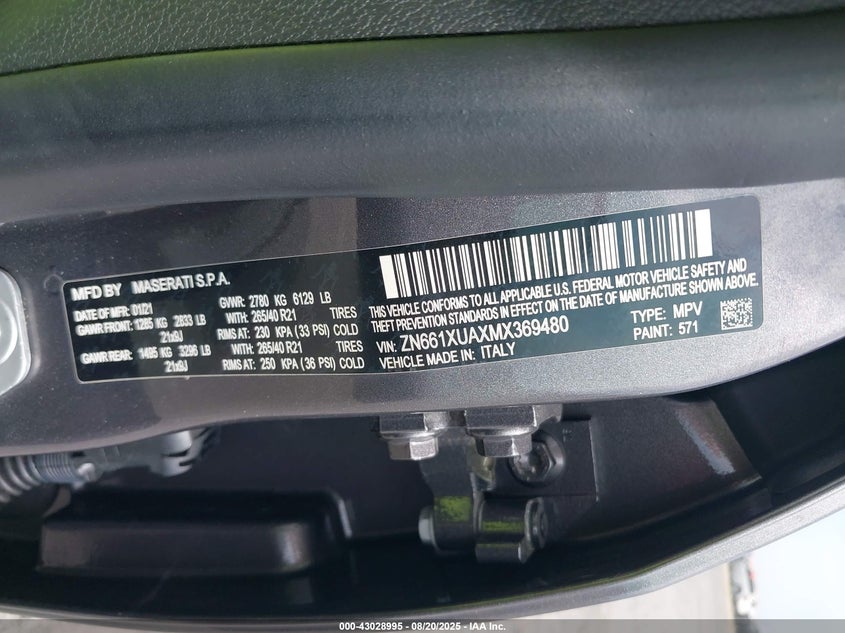 MFD BY MASERATI S.P.A.
DATE OF MFR: 01/21 GVWR: 2780 KG 6129 LB
GAWR FRONT: 1285 KG 2833 LB WITH: 265/40 R21 TIRES
21x9J RIMS AT: 230 KPA (33 PSI) COLD
GAWR REAR: 1495 KG 3296 LB WITH: 265/40 R21 TIRES
21x9J RIMS AT: 250 KPA (36 PSI) COLD
THIS VEHICLE CONFORMS TO ALL APPLICABLE U.S. FEDERAL MOTOR VEHICLE SAFETY AND
THEFT PREVENTION STANDARDS IN EFFECT ON THE DATE OF MANUFACTURE SHOWN ABOVE
VIN: ZN661XUAXMX369480 TYPE: MPV
VEHICLE MADE IN: ITALY PAINT: 571
000-43028995 - 08/20/2025 - IAA Inc.